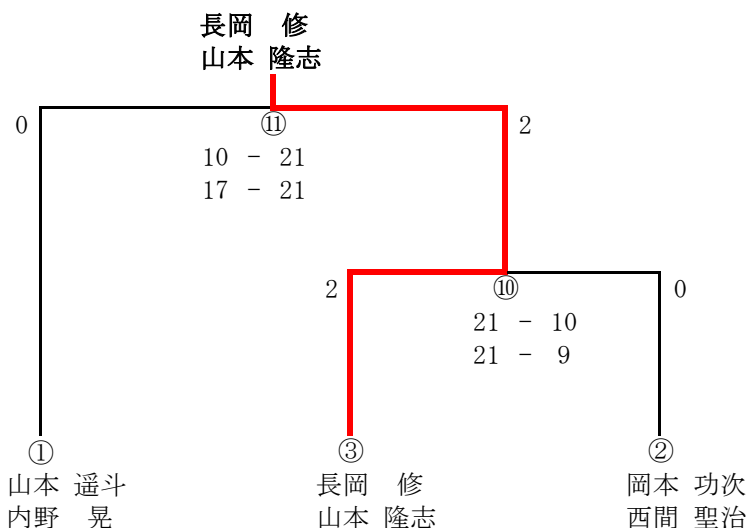 長岡　修
山本 隆志
0 ⑪ 2
10 - 21
17 - 21
2 ⑩ 0
21 - 10
21 - 9
① ③ ②
山本 遥斗 長岡　修 岡本 功次
内野　晃 山本 隆志 西間 聖治